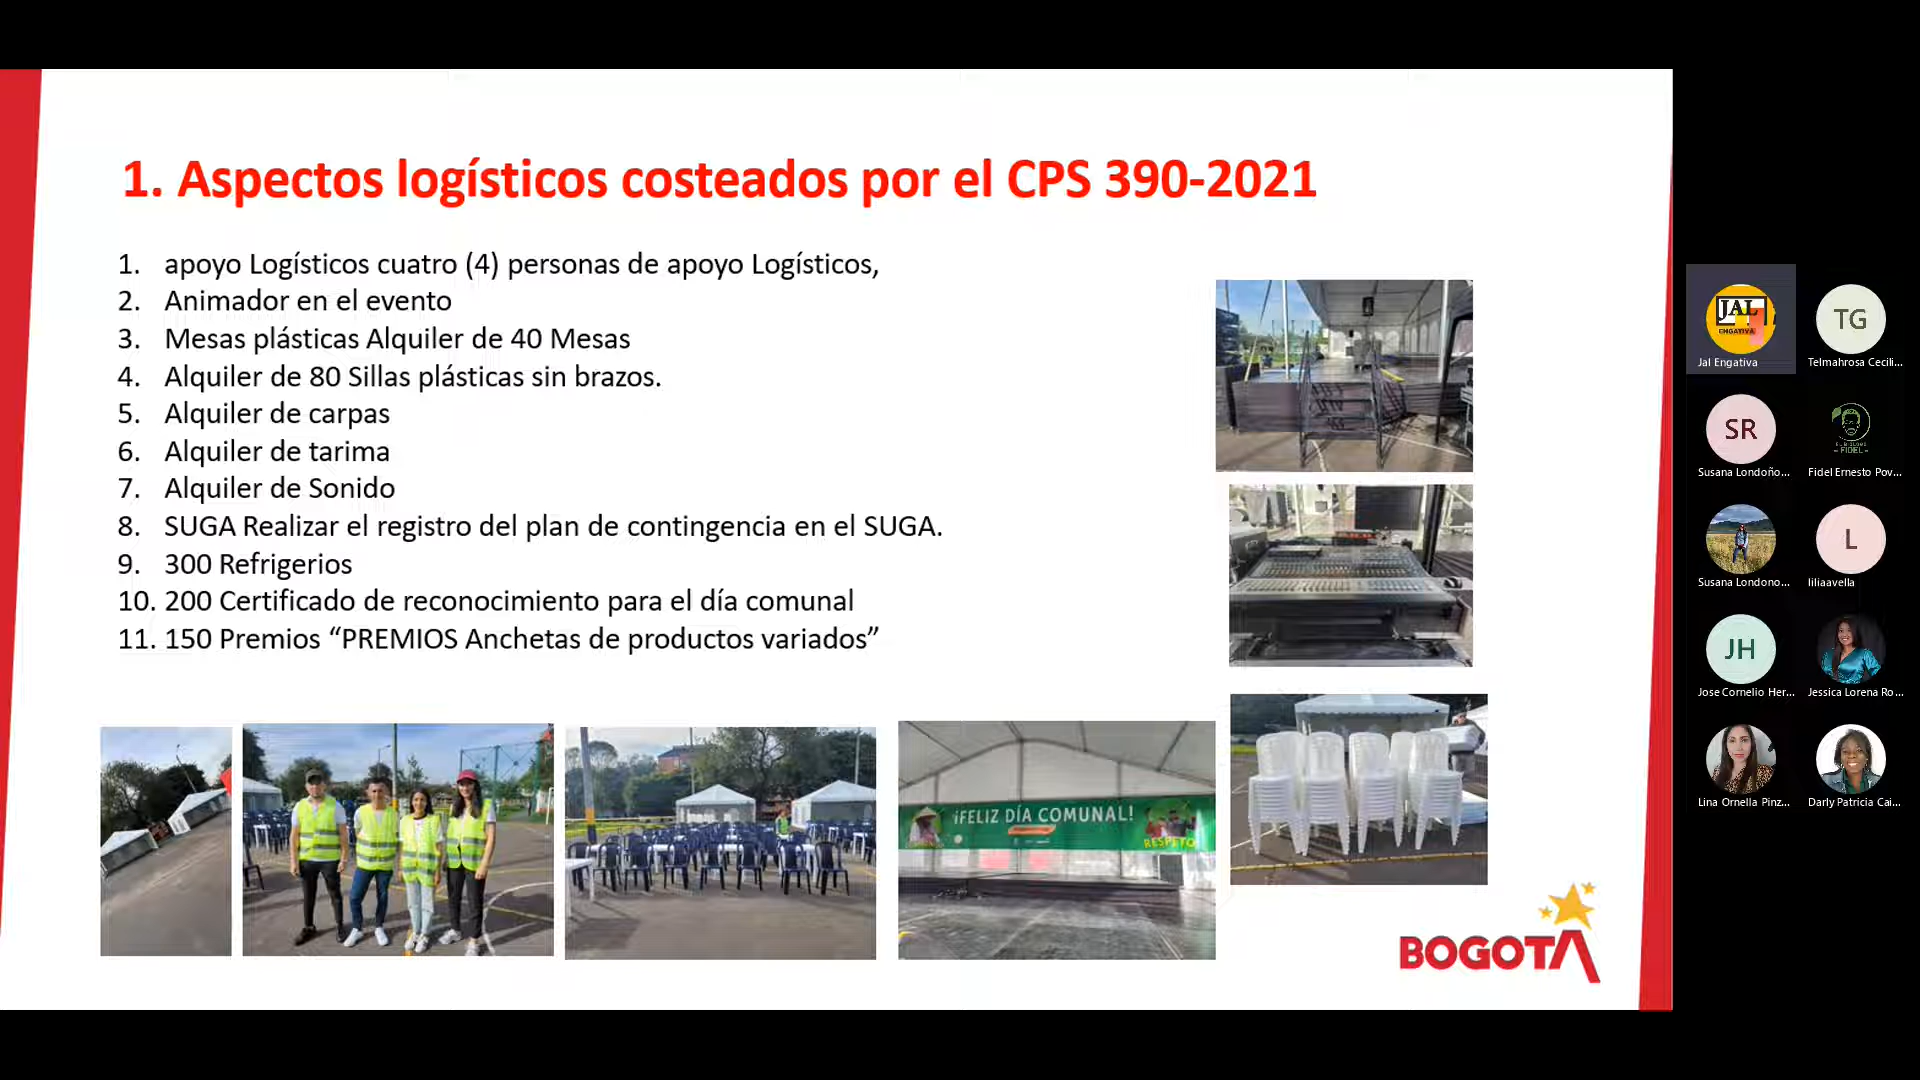 1. Aspectos logísticos costeados por el CPS 390-2021
1. apoyo Logísticos cuatro (4) personas de apoyo Logísticos,
2. Animador en el evento
3. Mesas plásticas Alquiler de 40 Mesas
4. Alquiler de 80 Sillas plásticas sin brazos.
5. Alquiler de carpas
6. Alquiler de tarima
7. Alquiler de Sonido
8. SUGA Realizar el registro del plan de contingencia en el SUGA.
9. 300 Refrigerios
10. 200 Certificado de reconocimiento para el día comunal
11. 150 Premios “PREMIOS Anchetas de productos variados”
¡FELIZ DÍA COMUNAL!
RESPETO
BOGOTA
JAL
ENGATIVA
Jal Engativa
TG
Telmahrosa Cecili...
SR
Susana Londoño...
FIDEL
Fidel Ernesto Pov...
Susana Londono...
L
liliaavella
JH
Jose Cornelio Her...
Jessica Lorena Ro...
Lina Ornella Pinz...
Darly Patricia Cai...